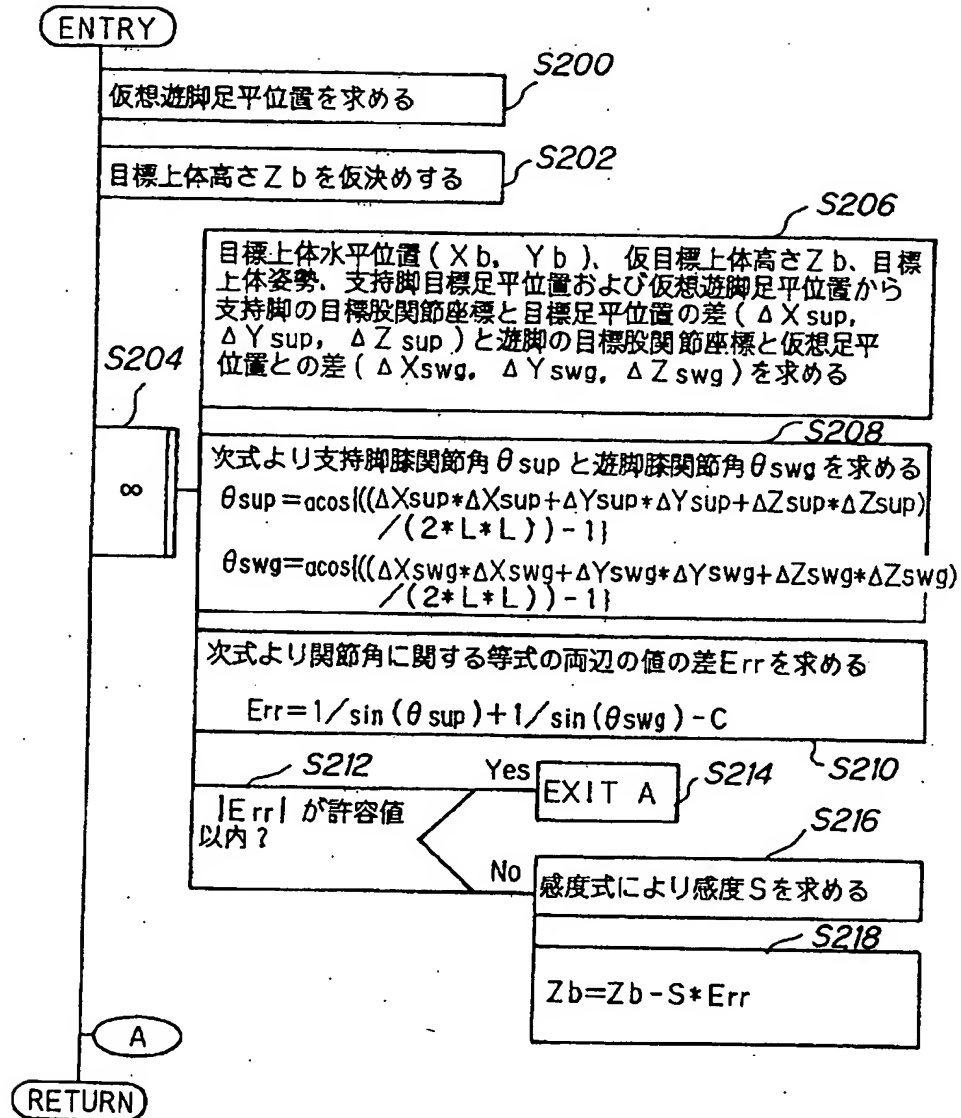 ENTRY
S200
仮想遊脚足平位置を求める
S202
目標上体高さZbを仮決めする
S206
目標上体水平位置(Xb, Yb)、仮目標上体高さZb、目標
上体姿勢、支持脚目標足平位置および仮想遊脚足平位置から
支持脚の目標股関節座標と目標足平位置の差(ΔXsup,
ΔYsup, ΔZsup)と遊脚の目標股関節座標と仮想足平
位置との差(ΔXswg, ΔYswg, ΔZswg)を求める
S204
∞
S208
次式より支持脚膝関節角θsupと遊脚膝関節角θswgを求める
θsup=acos{((ΔXsup*ΔXsup+ΔYsup*ΔYsup+ΔZsup*ΔZsup)
/(2*L*L))-1}
θswg=acos{((ΔXswg*ΔXswg+ΔYswg*ΔYswg+ΔZswg*ΔZswg)
/(2*L*L))-1}
次式より関節角に関する等式の両辺の値の差Errを求める
Err=1/sin(θsup)+1/sin(θswg)-C
S210
S212
|Err|が許容値
以内?
Yes
EXIT A
S214
No
S216
感度式により感度Sを求める
S218
Zb=Zb-S*Err
A
RETURN